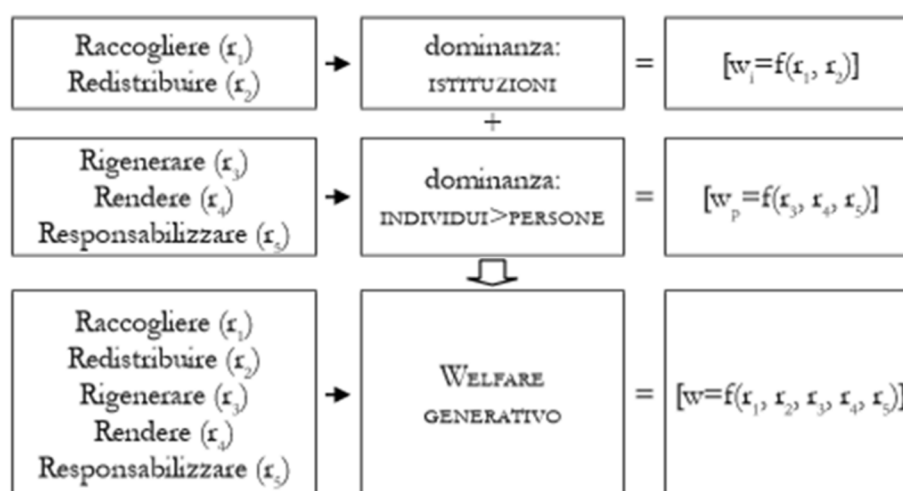 Raccogliere (r₁)
Redistribuire (r₂)
dominanza:
ISTITUZIONI
=
[wᵢ=f(r₁, r₂)]
+
Rigenerare (r₃)
Rendere (r₄)
Responsabilizzare (r₅)
dominanza:
INDIVIDUI>PERSONE
=
[wₚ=f(r₃, r₄, r₅)]
Raccogliere (r₁)
Redistribuire (r₂)
Rigenerare (r₃)
Rendere (r₄)
Responsabilizzare (r₅)
WELFARE
GENERATIVO
=
[w=f(r₁, r₂, r₃, r₄, r₅)]